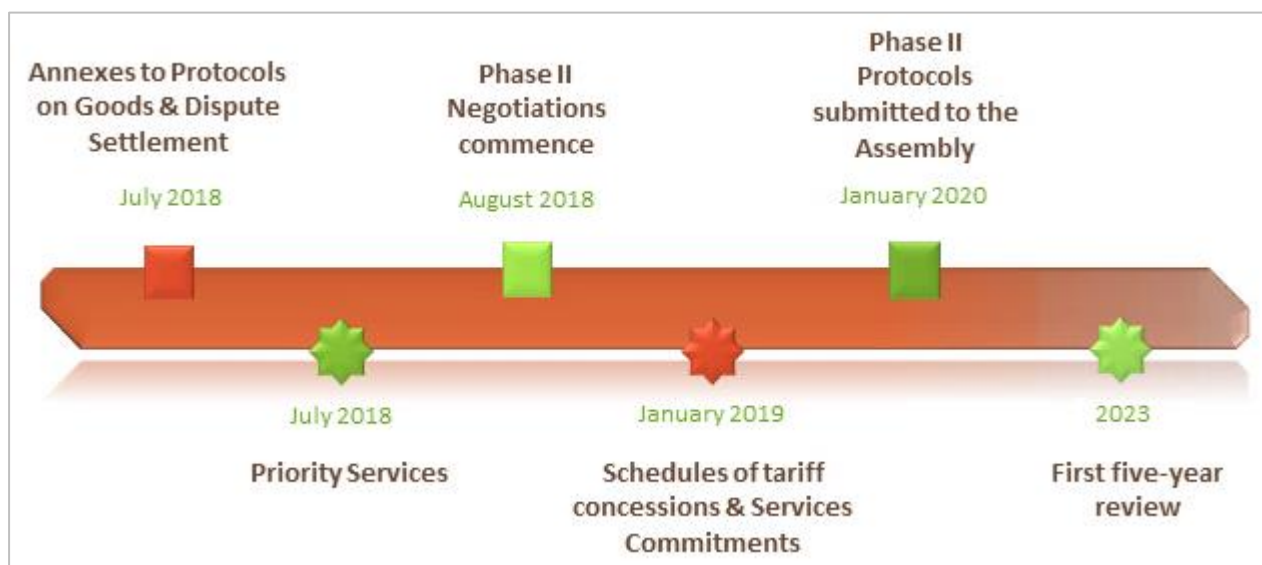 Annexes to Protocols
on Goods & Dispute
Settlement
July 2018
Phase II
Negotiations
commence
August 2018
Phase II
Protocols
submitted to the
Assembly
January 2020
July 2018
Priority Services
January 2019
Schedules of tariff
concessions & Services
Commitments
2023
First five-year
review